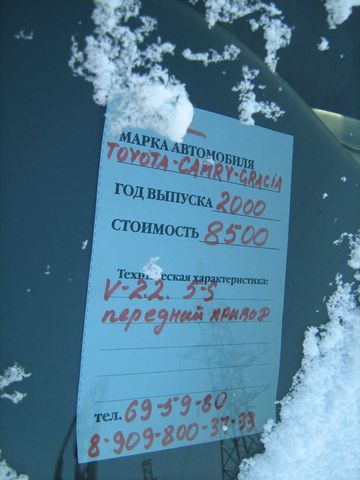 МАРКА АВТОМОБИЛЯ
TOYOTA-CAMRY-GRACIA
ГОД ВЫПУСКА 2000
СТОИМОСТЬ 8500
Техническая характеристика:
V-2.2. 5-S
передний привод
тел. 69-59-80
8-909-800-37-33